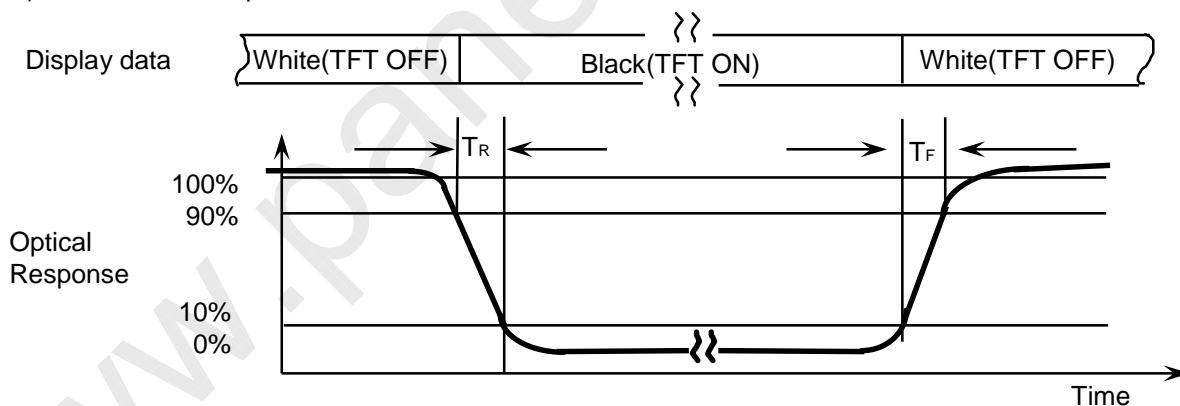 Display data
White(TFT OFF)
Black(TFT ON)
White(TFT OFF)
TR
TF
100%
90%
Optical
Response
10%
0%
Time